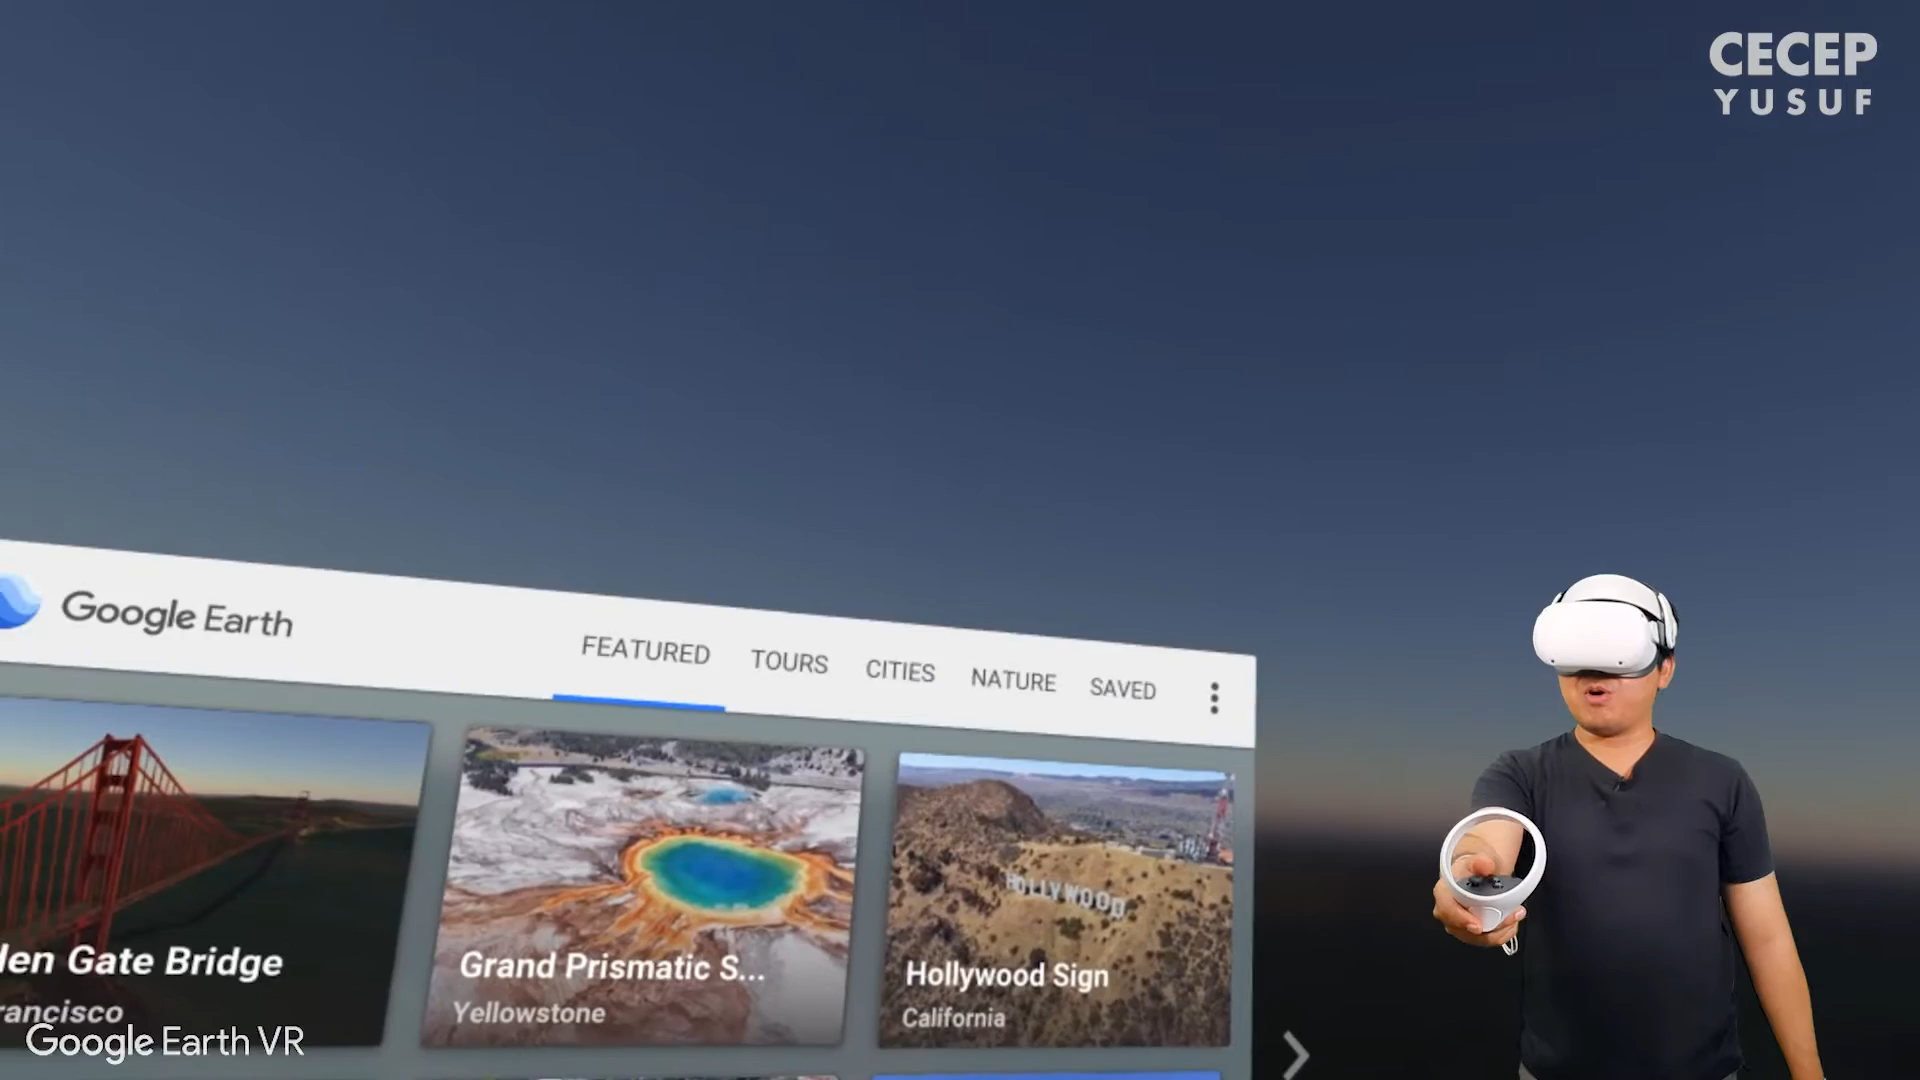 CECEP
YUSUF
Google Earth
FEATURED
TOURS
CITIES
NATURE
SAVED
HOLLYWOOD
len Gate Bridge
rancisco
Grand Prismatic S...
Yellowstone
Hollywood Sign
California
Google Earth VR